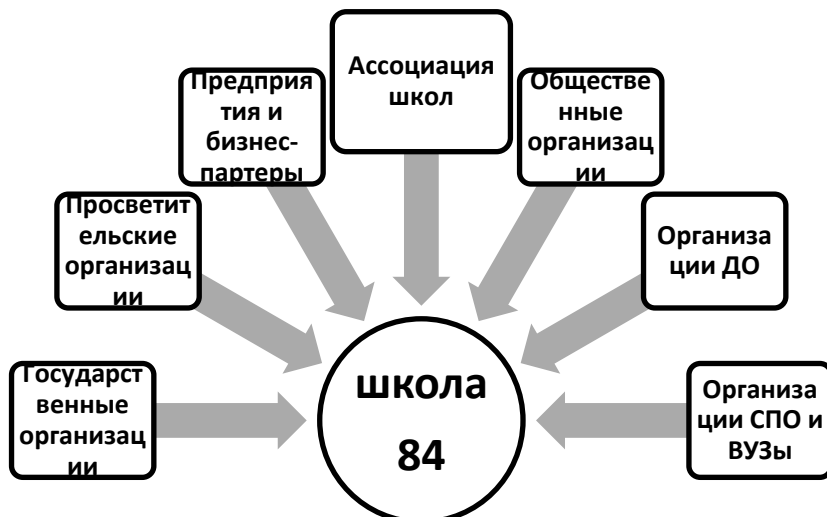 Ассоциация
школ
Предприя
тия и
бизнес-
партеры
Обществе
нные
организац
ии
Просветит
ельские
организац
ии
Организа
ции ДО
Государст
венные
организац
ии
школа
84
Организа
ции СПО и
ВУЗы